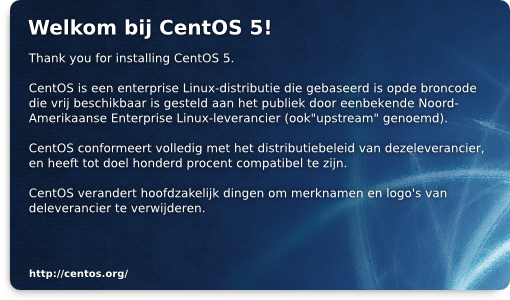 Welkom bij CentOS 5!
Thank you for installing CentOS 5.
CentOS is een enterprise Linux-distributie die gebaseerd is opde broncode
die vrij beschikbaar is gesteld aan het publiek door eenbekende Noord-
Amerikaanse Enterprise Linux-leverancier (ook"upstream" genoemd).
CentOS conformeert volledig met het distributiebeleid van dezeleverancier,
en heeft tot doel honderd procent compatibel te zijn.
CentOS verandert hoofdzakelijk dingen om merknamen en logo's van
deleverancier te verwijderen.
http://centos.org/